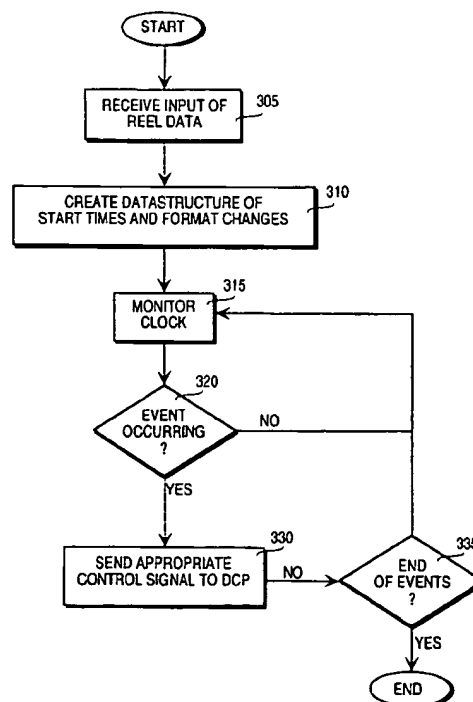 START
RECEIVE INPUT OF
REEL DATA
305
CREATE DATASTRUCTURE OF
START TIMES AND FORMAT CHANGES
310
MONITOR
CLOCK
315
320
EVENT
OCCURRING
?
NO
YES
330
SEND APPROPRIATE
CONTROL SIGNAL TO DCP
NO
335
END
OF EVENTS
?
YES
END